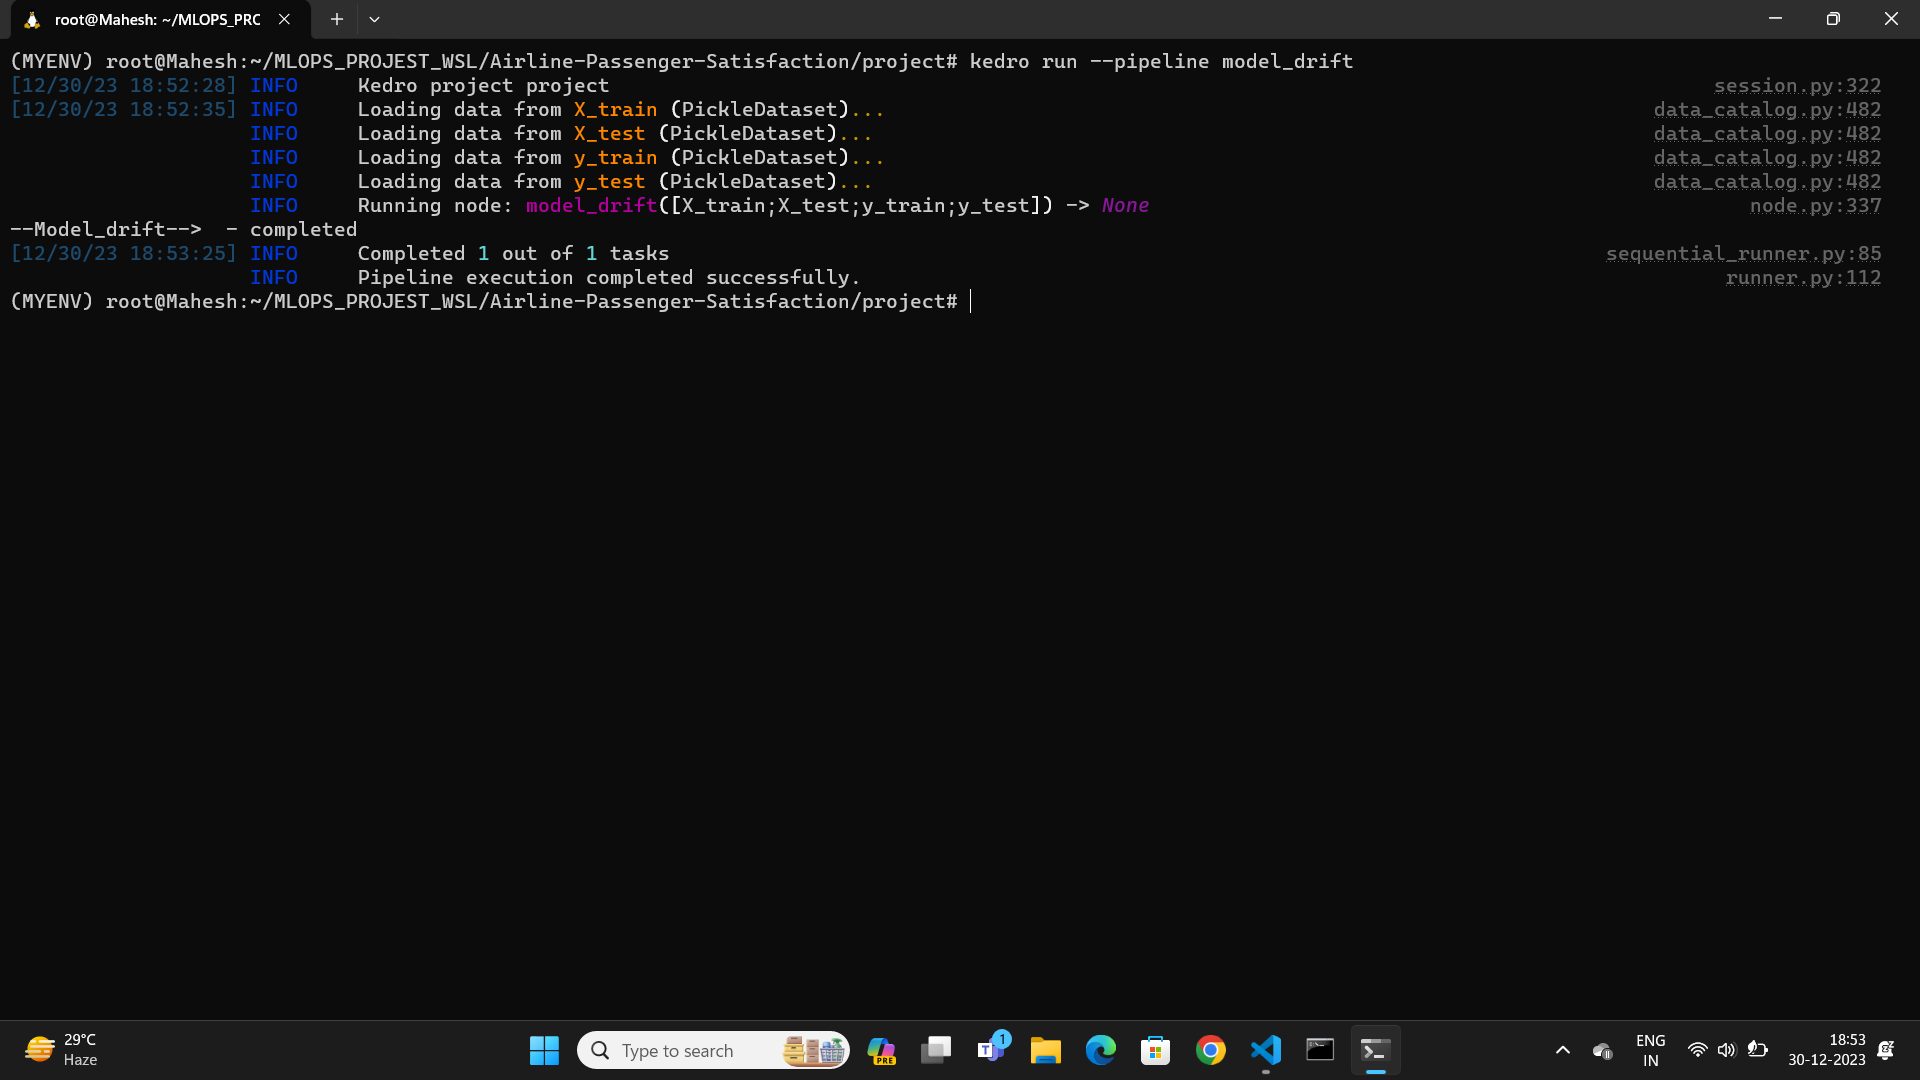 root@Mahesh: ~/MLOPS_PRC
(MYENV) root@Mahesh:~/MLOPS_PROJEST_WSL/Airline-Passenger-Satisfaction/project# kedro run --pipeline model_drift
[12/30/23 18:52:28] INFO     Kedro project project     session.py:322
[12/30/23 18:52:35] INFO     Loading data from X_train (PickleDataset)...     data_catalog.py:482
INFO     Loading data from X_test (PickleDataset)...     data_catalog.py:482
INFO     Loading data from y_train (PickleDataset)...     data_catalog.py:482
INFO     Loading data from y_test (PickleDataset)...     data_catalog.py:482
INFO     Running node: model_drift([X_train;X_test;y_train;y_test]) -> None     node.py:337
--Model_drift-->  - completed
[12/30/23 18:53:25] INFO     Completed 1 out of 1 tasks     sequential_runner.py:85
INFO     Pipeline execution completed successfully.     runner.py:112
(MYENV) root@Mahesh:~/MLOPS_PROJEST_WSL/Airline-Passenger-Satisfaction/project#
29°C
Haze
Type to search
PRE
T
1
ENG
IN
18:53
30-12-2023